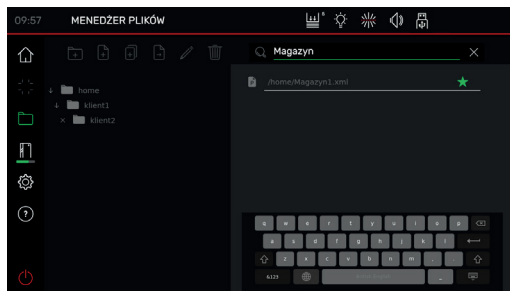 09:57 MENEDŻER PLIKÓW
Magazyn
/home/Magazyn1.xml
home
klient1
klient2
q w e r t y u i o p
a s d f g h j k l
z x c v b n m , .
&123